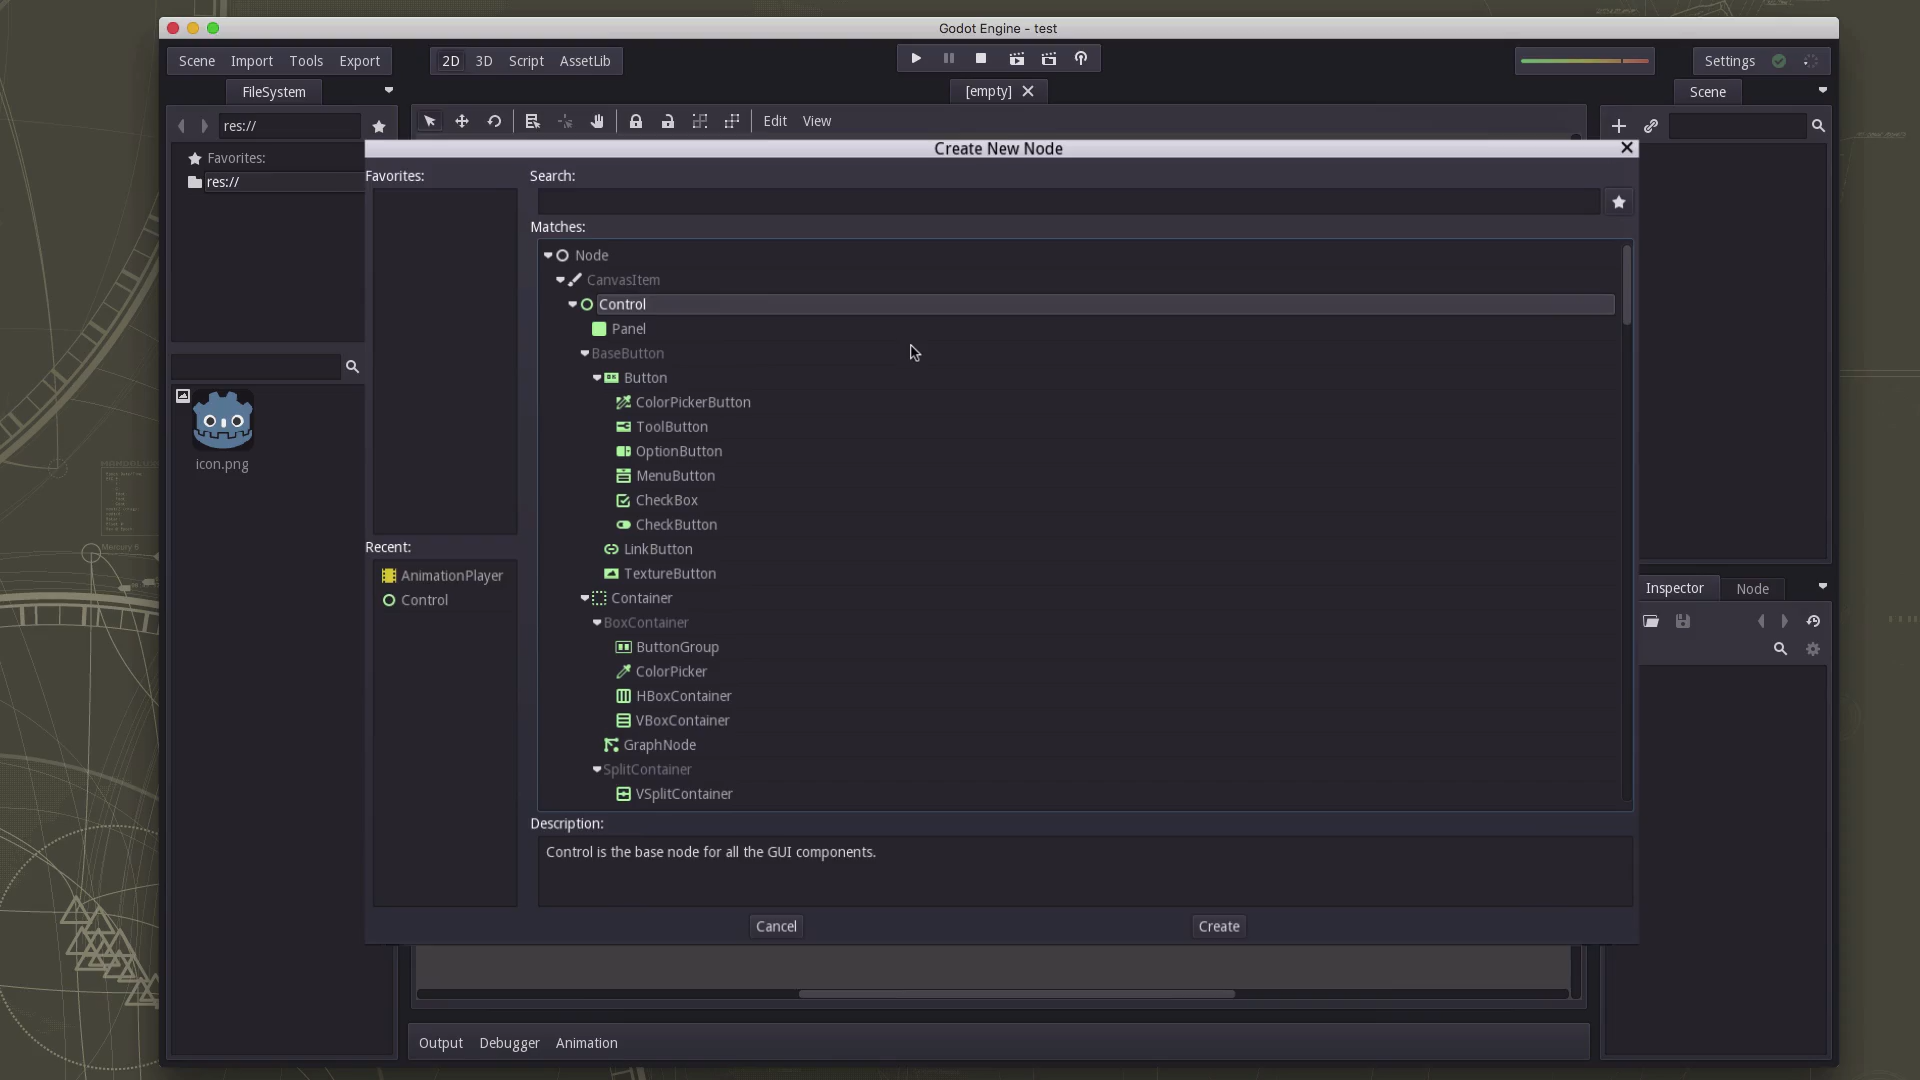 Godot Engine - test
Scene Import Tools Export 2D 3D Script AssetLib Settings
FileSystem [empty] Scene
res:// Edit View
Create New Node
Favorites:
res://
Favorites: Search:
Matches:
Node
CanvasItem
Control
Panel
BaseButton
Button
ColorPickerButton
ToolButton
OptionButton
MenuButton
CheckBox
CheckButton
LinkButton
TextureButton
Container
BoxContainer
ButtonGroup
ColorPicker
HBoxContainer
VBoxContainer
GraphNode
SplitContainer
VSplitContainer
icon.png
Recent:
AnimationPlayer
Control
Mercury 6
Inspector Node
Description:
Control is the base node for all the GUI components.
Cancel Create
Output Debugger Animation